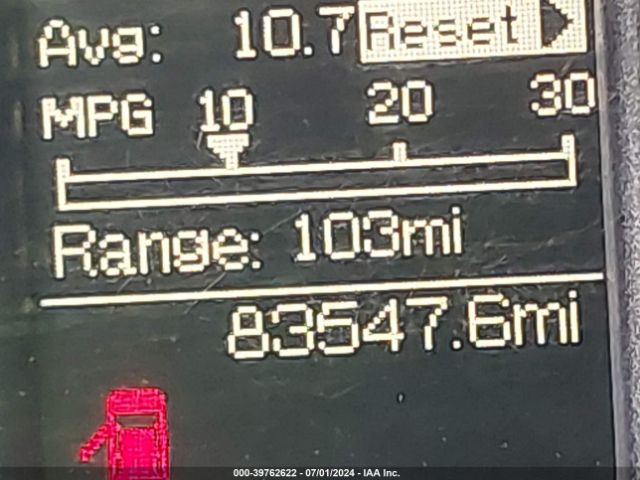 Avg: 10.7 Reset
MPG 10 20 30
Range: 103mi
83547.6mi
000-39762622 - 07/01/2024 - IAA Inc.